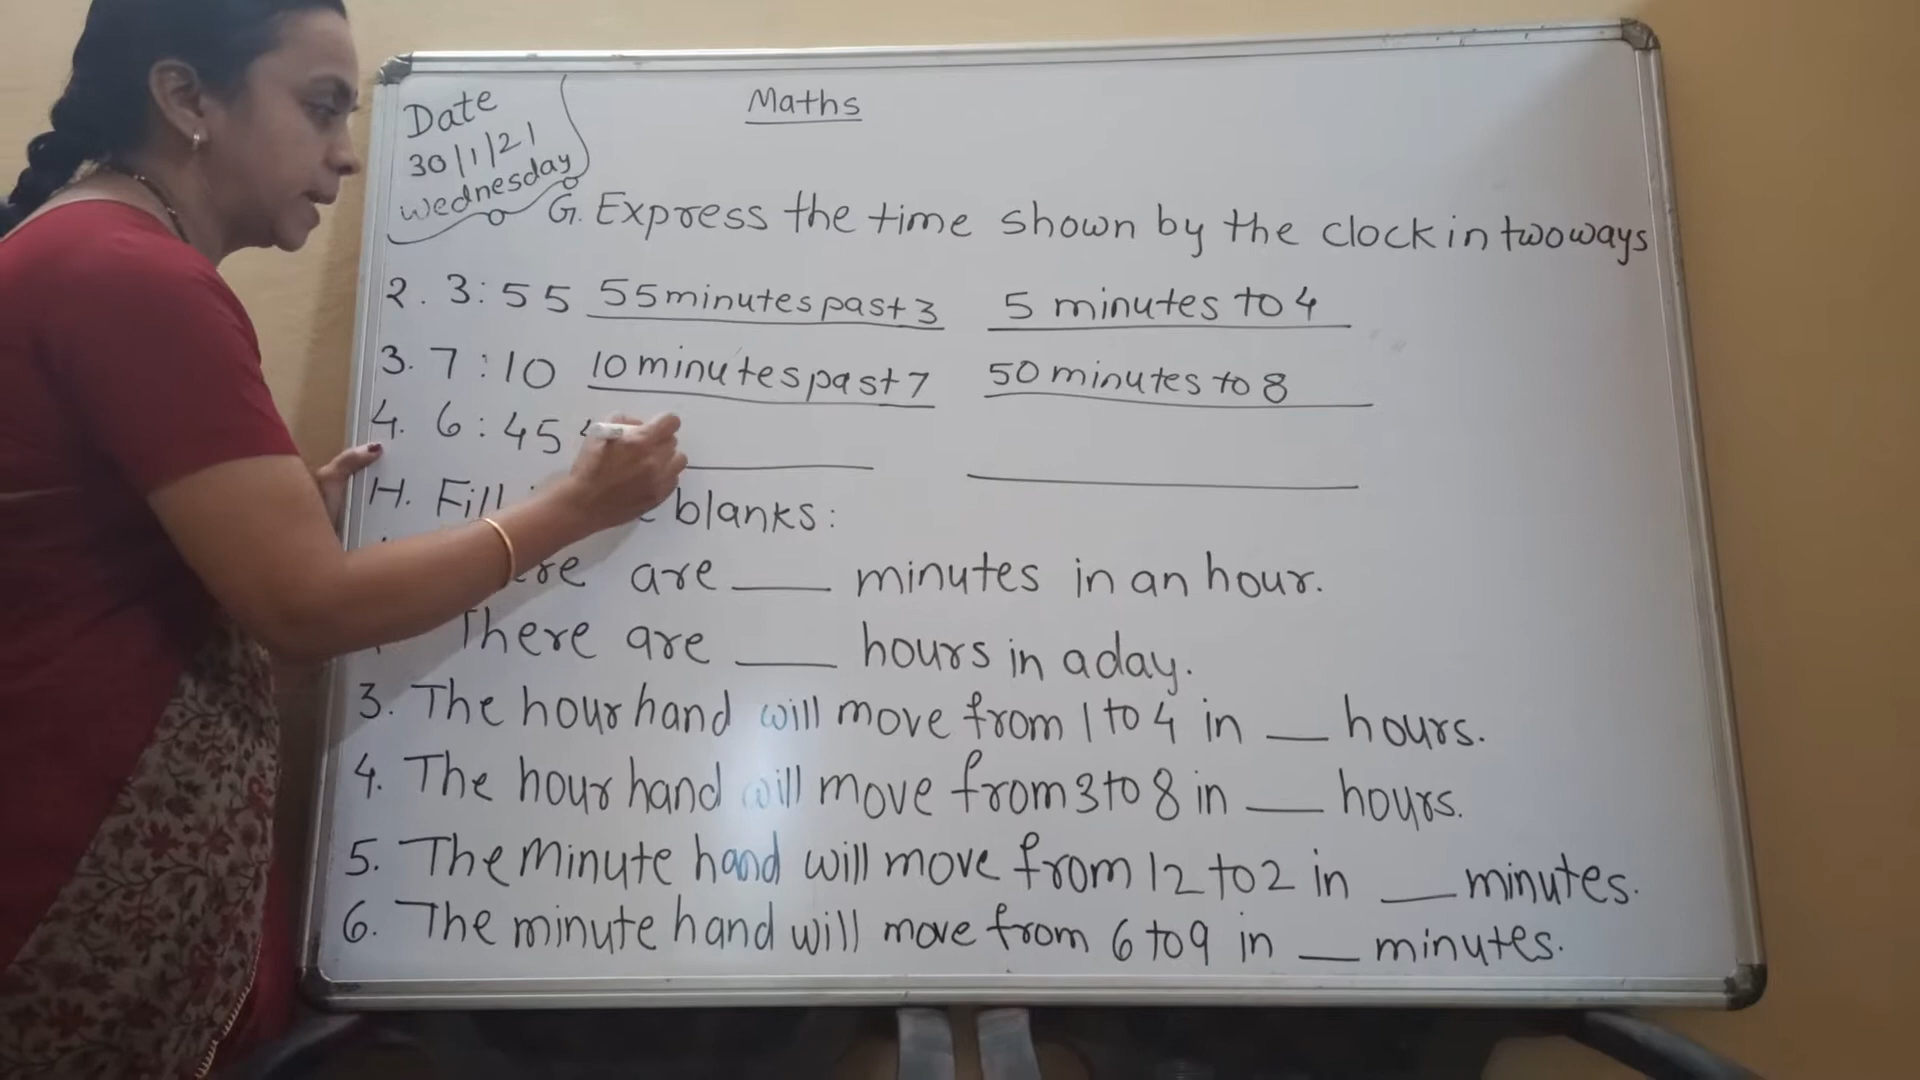 Date
30/1/21
wednesday
Maths
G. Express the time shown by the clock in two ways
2. 3:55 55 minutes past 3 5 minutes to 4
3. 7:10 10 minutes past 7 50 minutes to 8
4. 6:45
H. Fill blanks:
are ___ minutes in an hour.
There are ___ hours in a day.
3. The hour hand will move from 1 to 4 in ___ hours.
4. The hour hand will move from 3 to 8 in ___ hours.
5. The minute hand will move from 12 to 2 in ___ minutes.
6. The minute hand will move from 6 to 9 in ___ minutes.